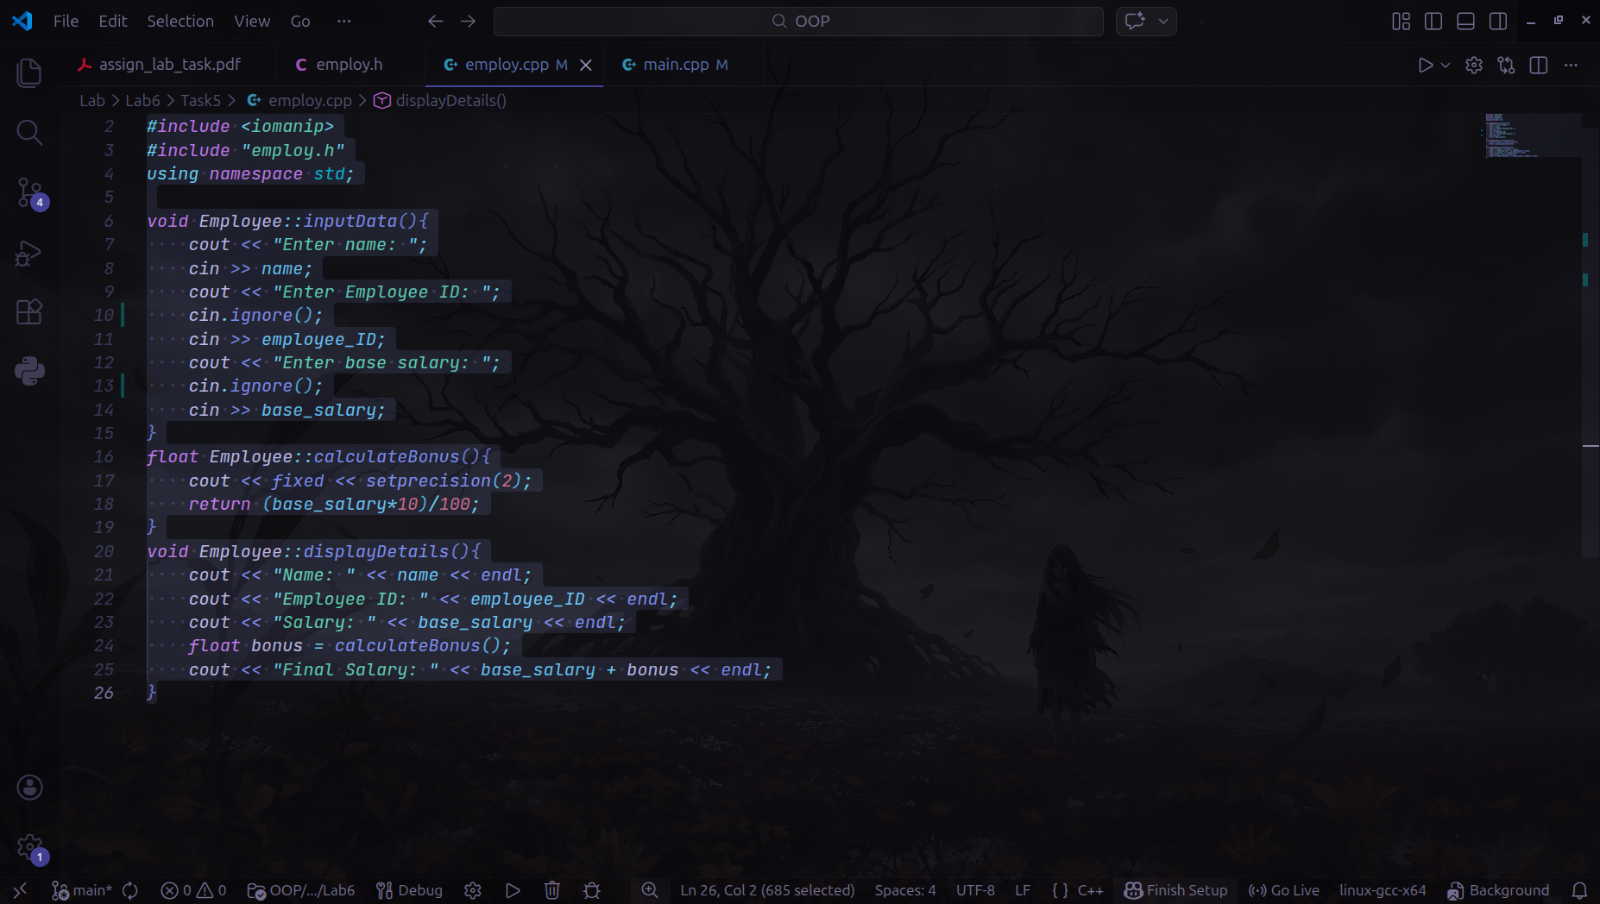 File Edit Selection View Go ··· OOP
assign_lab_task.pdf employ.h employ.cpp M main.cpp M
Lab > Lab6 > Task5 > employ.cpp > displayDetails()
2 #include <iomanip>
3 #include "employ.h"
4 using namespace std;
5
6 void Employee::inputData(){
7 cout << "Enter name: ";
8 cin >> name;
9 cout << "Enter Employee ID: ";
10 cin.ignore();
11 cin >> employee_ID;
12 cout << "Enter base salary: ";
13 cin.ignore();
14 cin >> base_salary;
15 }
16 float Employee::calculateBonus(){
17 cout << fixed << setprecision(2);
18 return (base_salary*10)/100;
19 }
20 void Employee::displayDetails(){
21 cout << "Name: " << name << endl;
22 cout << "Employee ID: " << employee_ID << endl;
23 cout << "Salary: " << base_salary << endl;
24 float bonus = calculateBonus();
25 cout << "Final Salary: " << base_salary + bonus << endl;
26 }
4
1
main* 0 0 OOP/.../Lab6 Debug Ln 26, Col 2 (685 selected) Spaces: 4 UTF-8 LF { } C++ Finish Setup Go Live linux-gcc-x64 Background